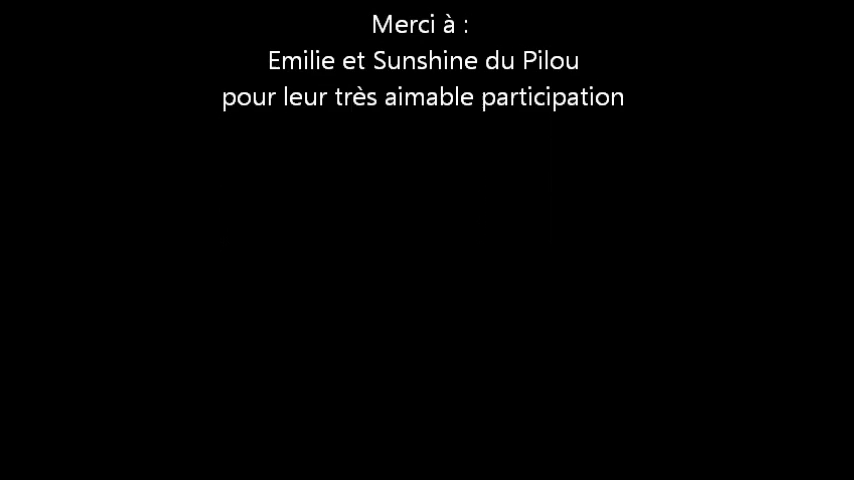 Merci à :
Emilie et Sunshine du Pilou
pour leur très aimable participation